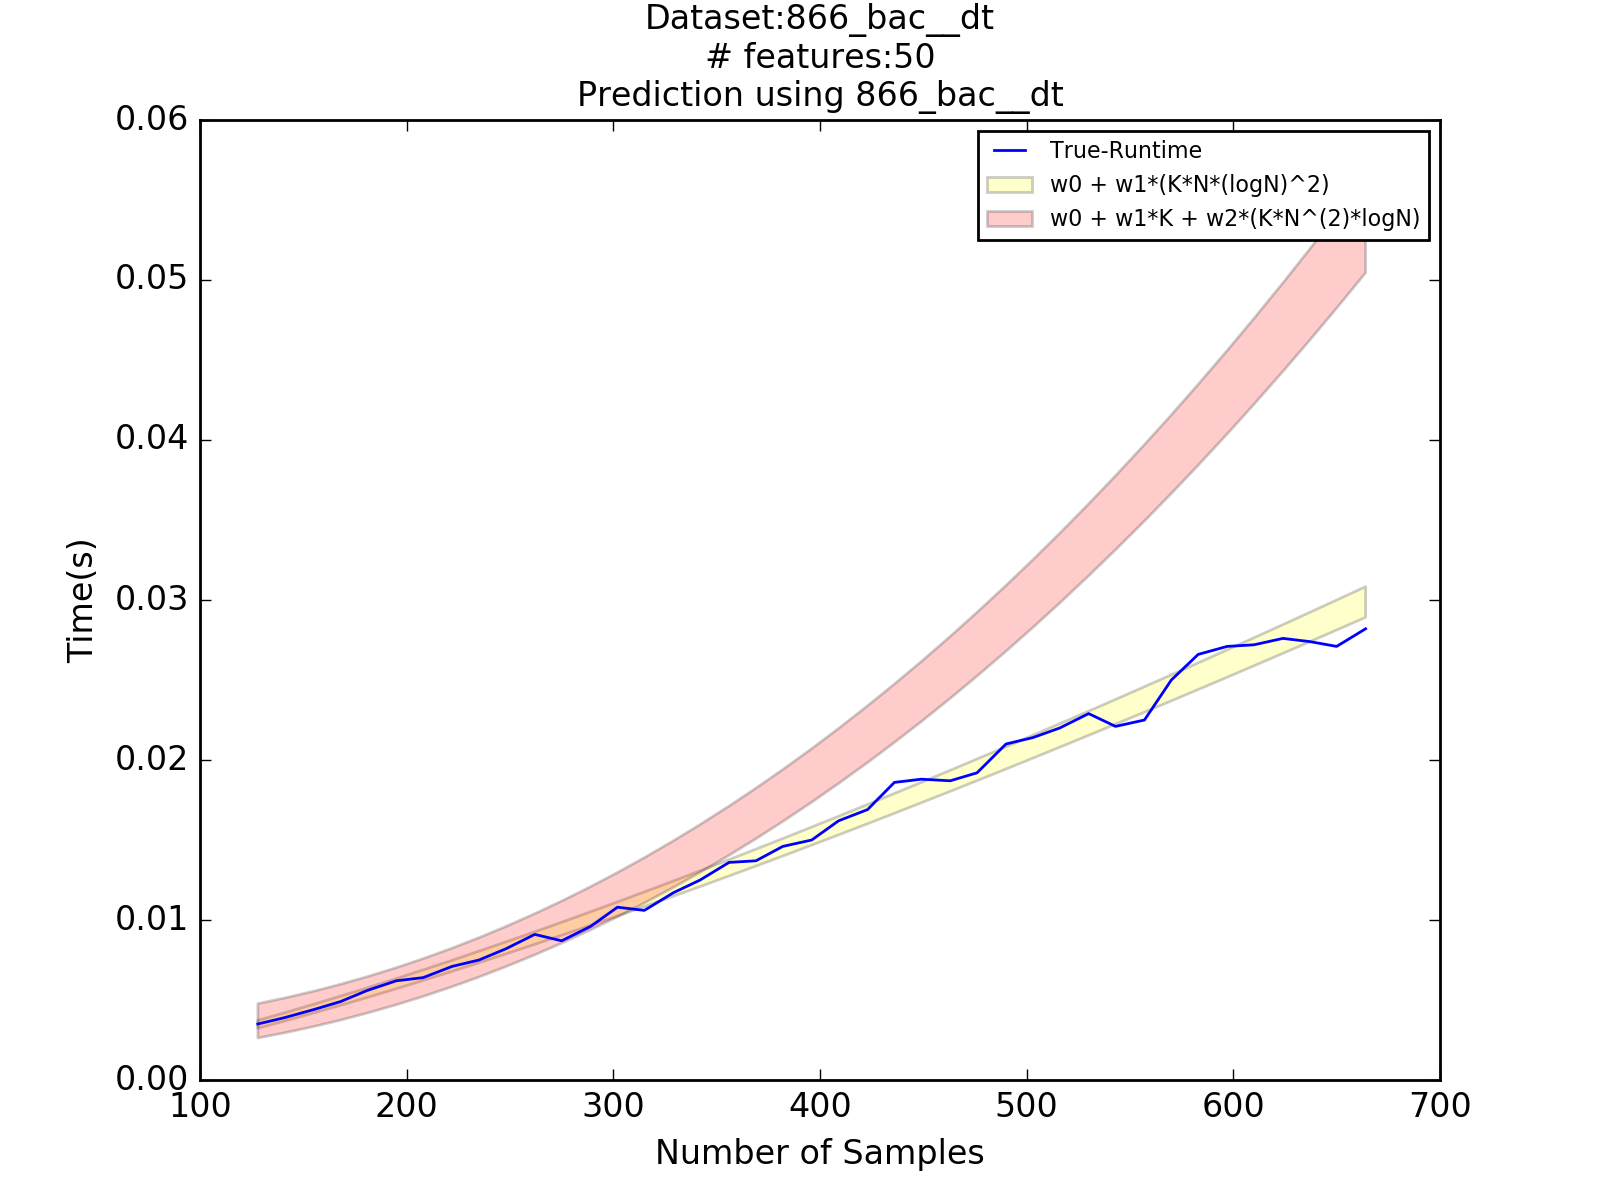 Dataset:866_bac__dt
# features:50
Prediction using 866_bac__dt
0.06
0.05
0.04
0.03
0.02
0.01
0.00
Time(s)
True-Runtime
w0 + w1*(K*N*(logN)^2)
w0 + w1*K + w2*(K*N^(2)*logN)
100 200 300 400 500 600 700
Number of Samples